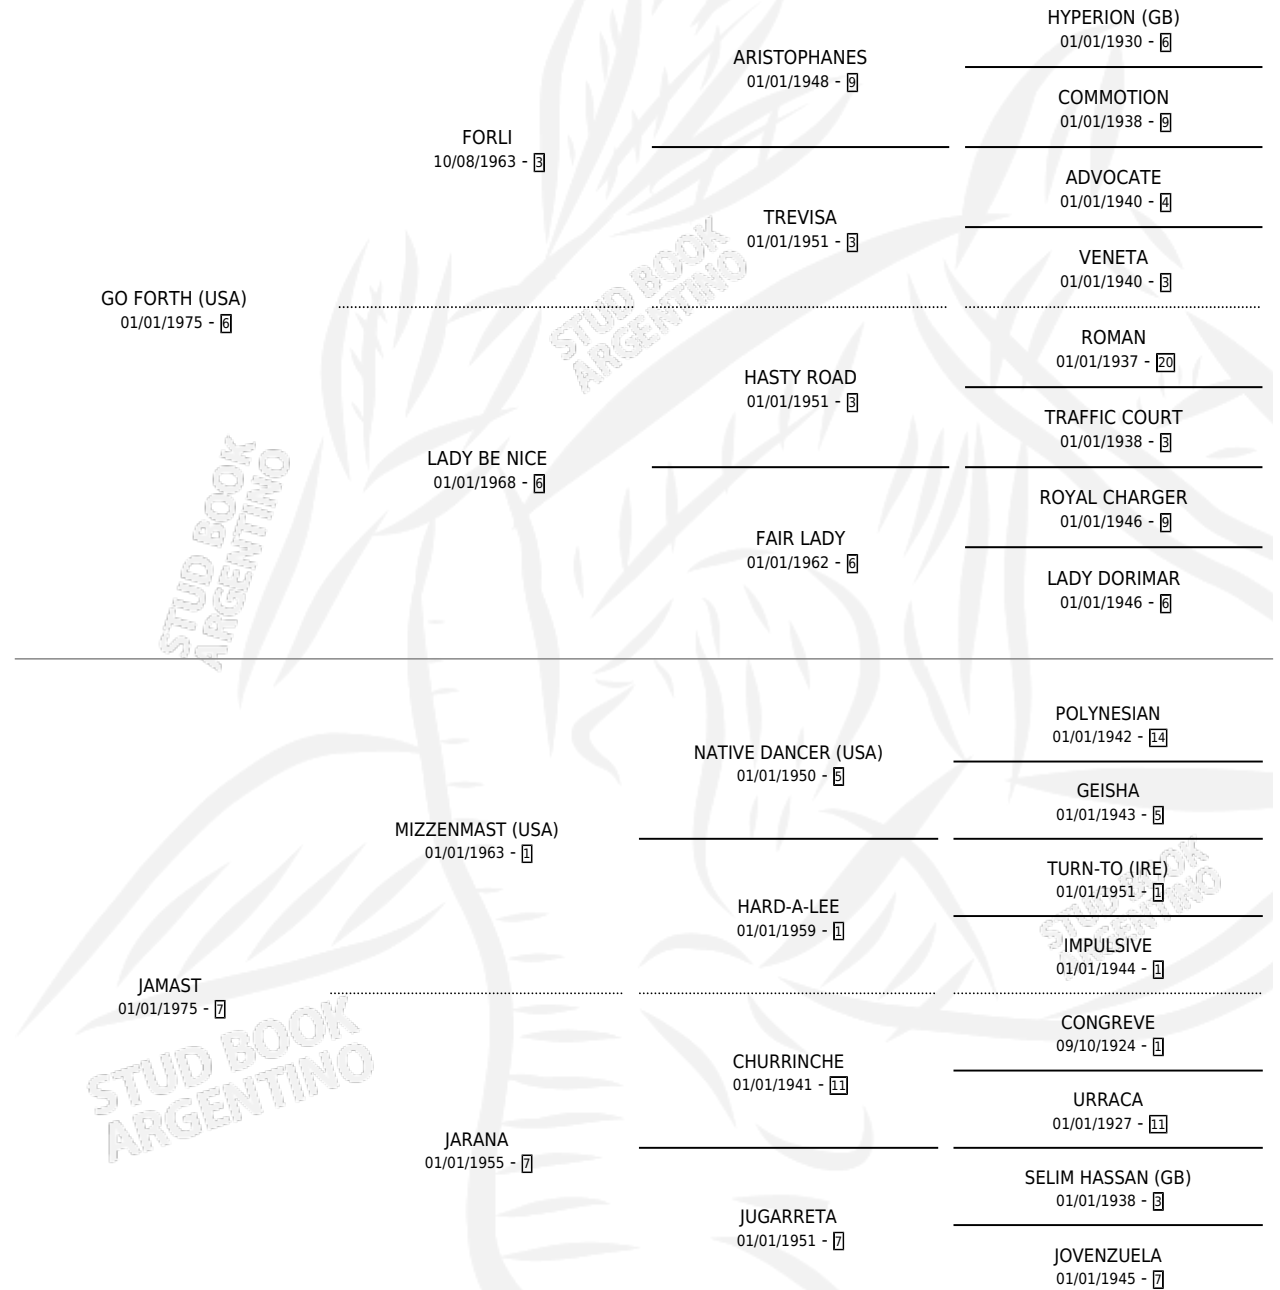 HYPERION (GB)
01/01/1930 - 6
ARISTOPHANES
01/01/1948 - 9
COMMOTION
01/01/1938 - 9
FORLI
10/08/1963 - 3
ADVOCATE
01/01/1940 - 4
TREVISA
01/01/1951 - 3
VENETA
01/01/1940 - 3
GO FORTH (USA)
01/01/1975 - 6
ROMAN
01/01/1937 - 20
HASTY ROAD
01/01/1951 - 3
TRAFFIC COURT
01/01/1938 - 3
LADY BE NICE
01/01/1968 - 6
ROYAL CHARGER
01/01/1946 - 9
FAIR LADY
01/01/1962 - 6
LADY DORIMAR
01/01/1946 - 6
POLYNESIAN
01/01/1942 - 14
NATIVE DANCER (USA)
01/01/1950 - 5
GEISHA
01/01/1943 - 5
MIZZENMAST (USA)
01/01/1963 - 1
TURN-TO (IRE)
01/01/1951 - 1
HARD-A-LEE
01/01/1959 - 1
IMPULSIVE
01/01/1944 - 1
JAMAST
01/01/1975 - 7
CONGREVE
09/10/1924 - 1
CHURRINCHE
01/01/1941 - 11
URRACA
01/01/1927 - 11
JARANA
01/01/1955 - 7
SELIM HASSAN (GB)
01/01/1938 - 3
JUGARRETA
01/01/1951 - 7
JOVENZUELA
01/01/1945 - 7
STUD BOOK
ARGENTINO
STUD BOOK
ARGENTINO
STUD BOOK
ARGENTINO
STUD BOOK
ARGENTINO